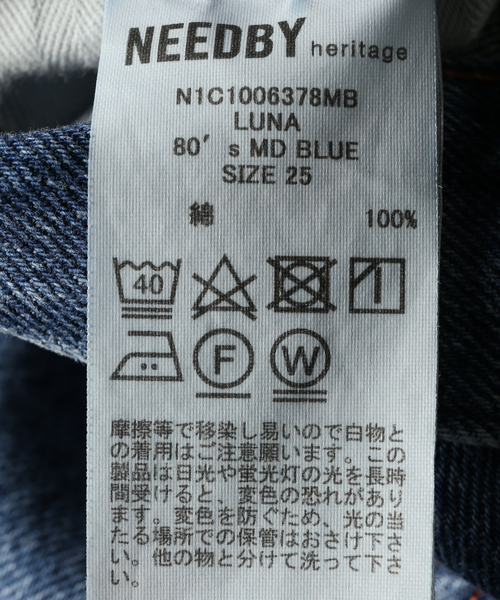 NEEDBY heritage
N1C1006378MB
LUNA
80's MD BLUE
SIZE 25
綿 100%
40
F W
摩擦等で移染し易いので白物と
の着用はご注意願います。この
製品は日光や蛍光灯の光を長時
間受けると、変色の恐れがあり
ます。変色を防ぐため、光の当
たる場所での保管はおさけ下さ
い。他の物と分けて洗って下さ
い。